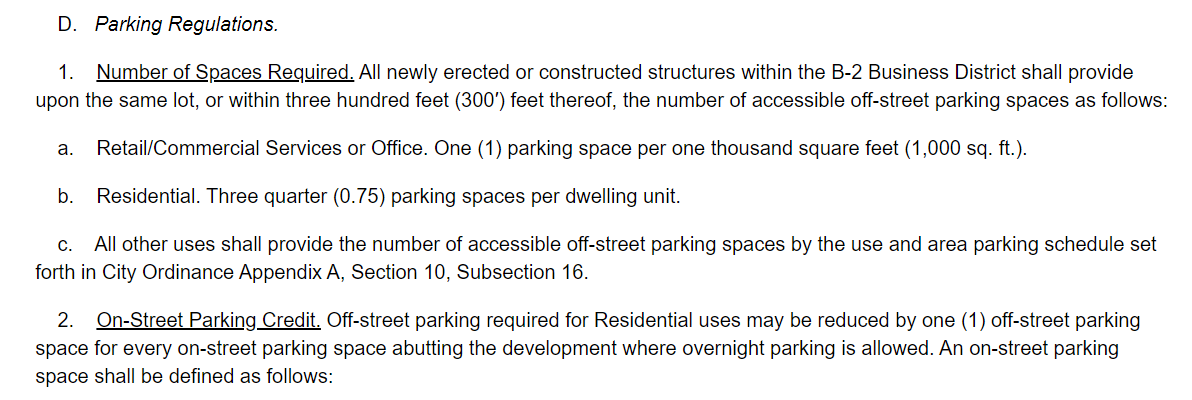 D. Parking Regulations.
1. Number of Spaces Required. All newly erected or constructed structures within the B-2 Business District shall provide
upon the same lot, or within three hundred feet (300′) feet thereof, the number of accessible off-street parking spaces as follows:
a. Retail/Commercial Services or Office. One (1) parking space per one thousand square feet (1,000 sq. ft.).
b. Residential. Three quarter (0.75) parking spaces per dwelling unit.
c. All other uses shall provide the number of accessible off-street parking spaces by the use and area parking schedule set
forth in City Ordinance Appendix A, Section 10, Subsection 16.
2. On-Street Parking Credit. Off-street parking required for Residential uses may be reduced by one (1) off-street parking
space for every on-street parking space abutting the development where overnight parking is allowed. An on-street parking
space shall be defined as follows: